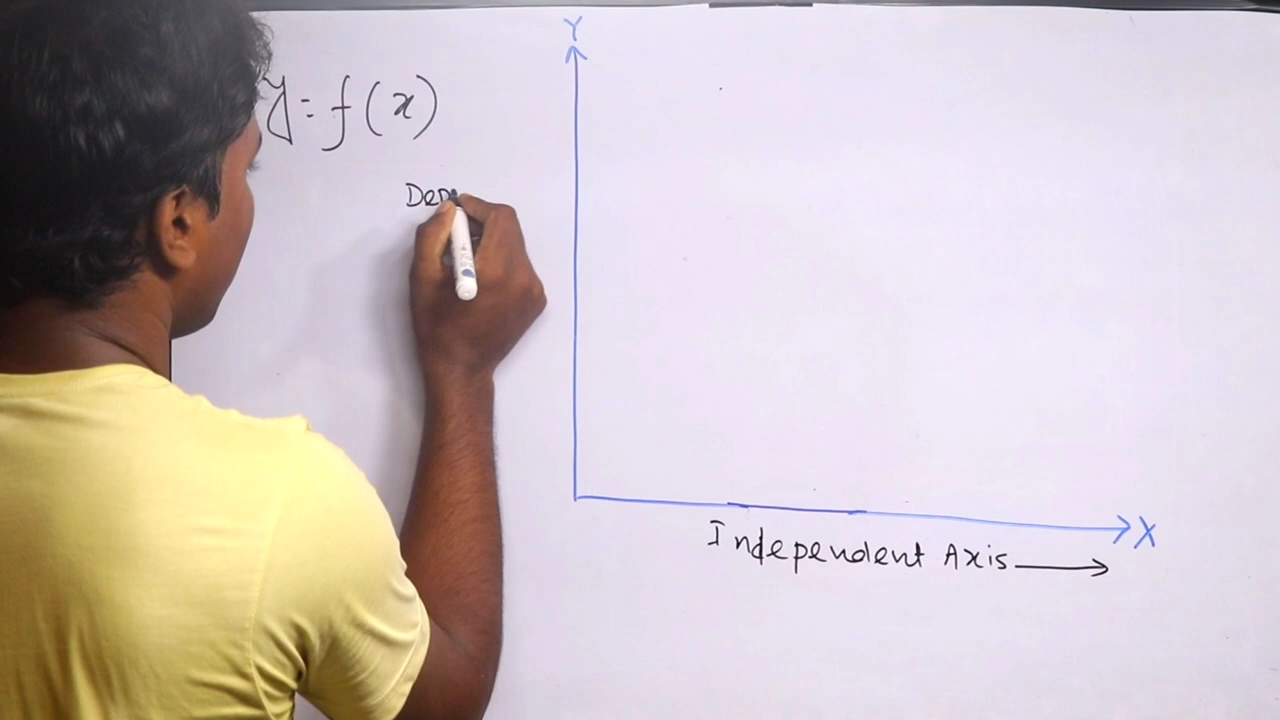 Y
y = f(x)
Dep
X
Independent Axis